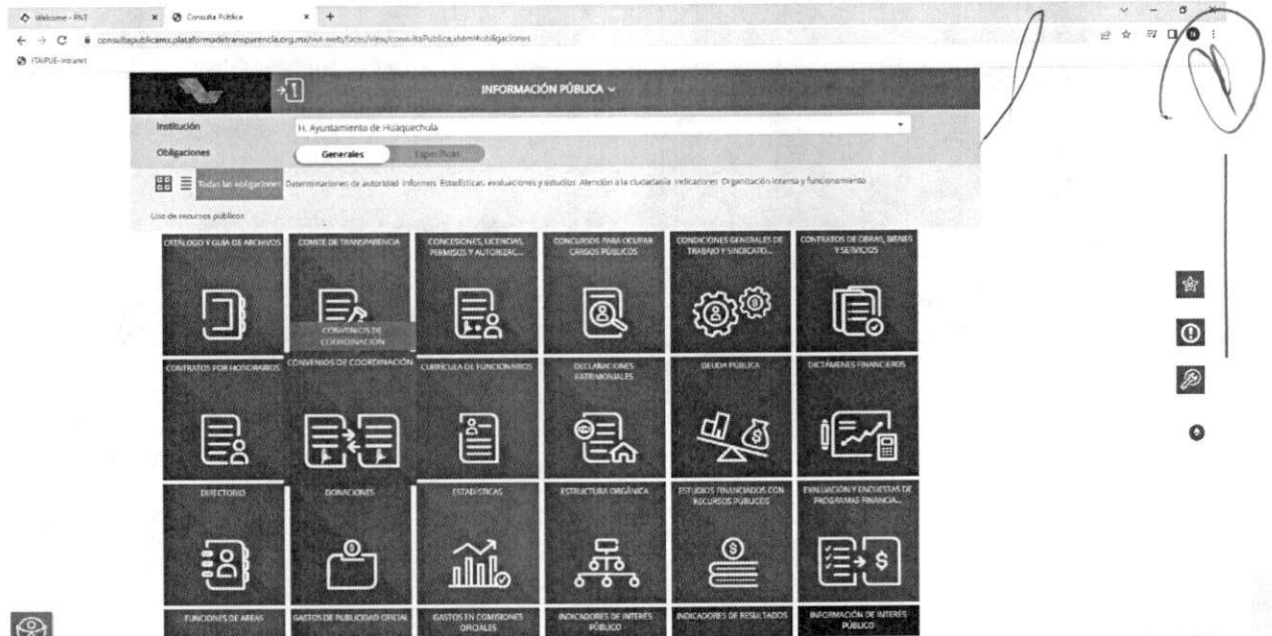 Welcome - PNT
Consulta Pública
consultapublicamx.plataformadetransparencia.org.mx/vut-web/faces/view/consultaPublica.xhtml#obligaciones
ITAIPUE-Intranet
INFORMACIÓN PÚBLICA
Institución
H. Ayuntamiento de Huaquechula
Obligaciones
Generales
Específicas
Todas las obligaciones Determinaciones de autoridad Informes Estadísticas, evaluaciones y estudios Atención a la ciudadanía Indicadores Organización interna y funcionamiento
Uso de recursos públicos
CATÁLOGO Y GUÍA DE ARCHIVOS
COMITÉ DE TRANSPARENCIA
CONCESIONES, LICENCIAS,
PERMISOS Y AUTORIZAC...
CONCURSOS PARA OCUPAR
CARGOS PÚBLICOS
CONDICIONES GENERALES DE
TRABAJO Y SINDICATO...
CONTRATOS DE OBRAS, BIENES
Y SERVICIOS
CONVENIOS DE
COORDINACIÓN
CONTRATOS POR HONORARIOS
CONVENIOS DE COORDINACIÓN
CURRÍCULA DE FUNCIONARIOS
DECLARACIONES
PATRIMONIALES
DEUDA PÚBLICA
DICTÁMENES FINANCIEROS
DIRECTORIO
DONACIONES
ESTADÍSTICAS
ESTRUCTURA ORGÁNICA
ESTUDIOS FINANCIADOS CON
RECURSOS PÚBLICOS
EVALUACIÓN Y ENCUESTAS DE
PROGRAMAS FINANCIA...
FUNCIONES DE ÁREAS
GASTOS DE PUBLICIDAD OFICIAL
GASTOS EN COMISIONES
OFICIALES
INDICADORES DE INTERÉS
PÚBLICO
INDICADORES DE RESULTADOS
INFORMACIÓN DE INTERÉS
PÚBLICO